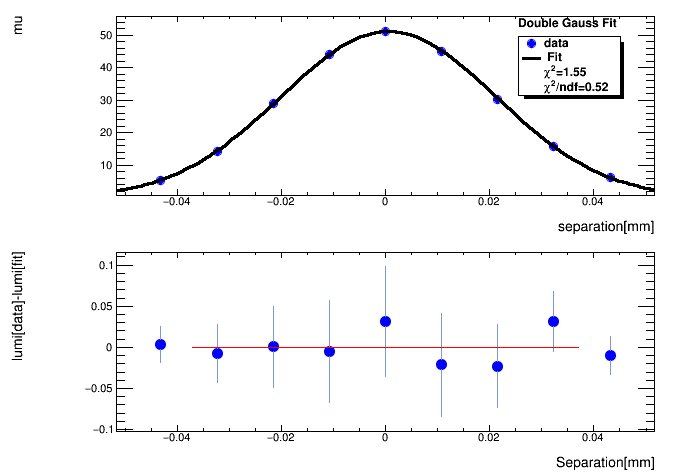 mu
Double Gauss Fit
data
Fit
χ²=1.55
χ²/ndf=0.52
50
40
30
20
10
−0.04
−0.02
0
0.02
0.04
separation[mm]
lumi[data]-lumi[fit]
0.1
0.05
0
−0.05
−0.1
−0.04
−0.02
0
0.02
0.04
Separation[mm]